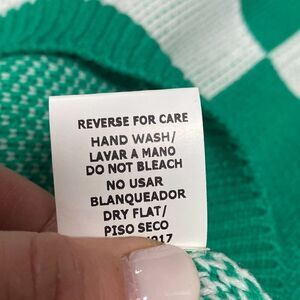 REVERSE FOR CARE
HAND WASH/
LAVAR A MANO
DO NOT BLEACH
NO USAR
BLANQUEADOR
DRY FLAT/
PISO SECO